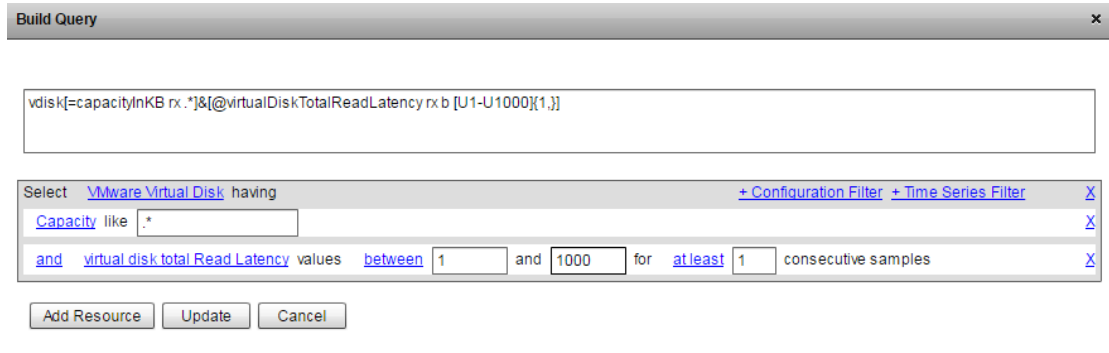 Build Query x
vdisk[=capacityInKB rx .*]&[@virtualDiskTotalReadLatency rx b [U1-U1000]{1,}]
Select VMware Virtual Disk having + Configuration Filter + Time Series Filter X
Capacity like .* X
and virtual disk total Read Latency values between 1 and 1000 for at least 1 consecutive samples X
Add Resource Update Cancel